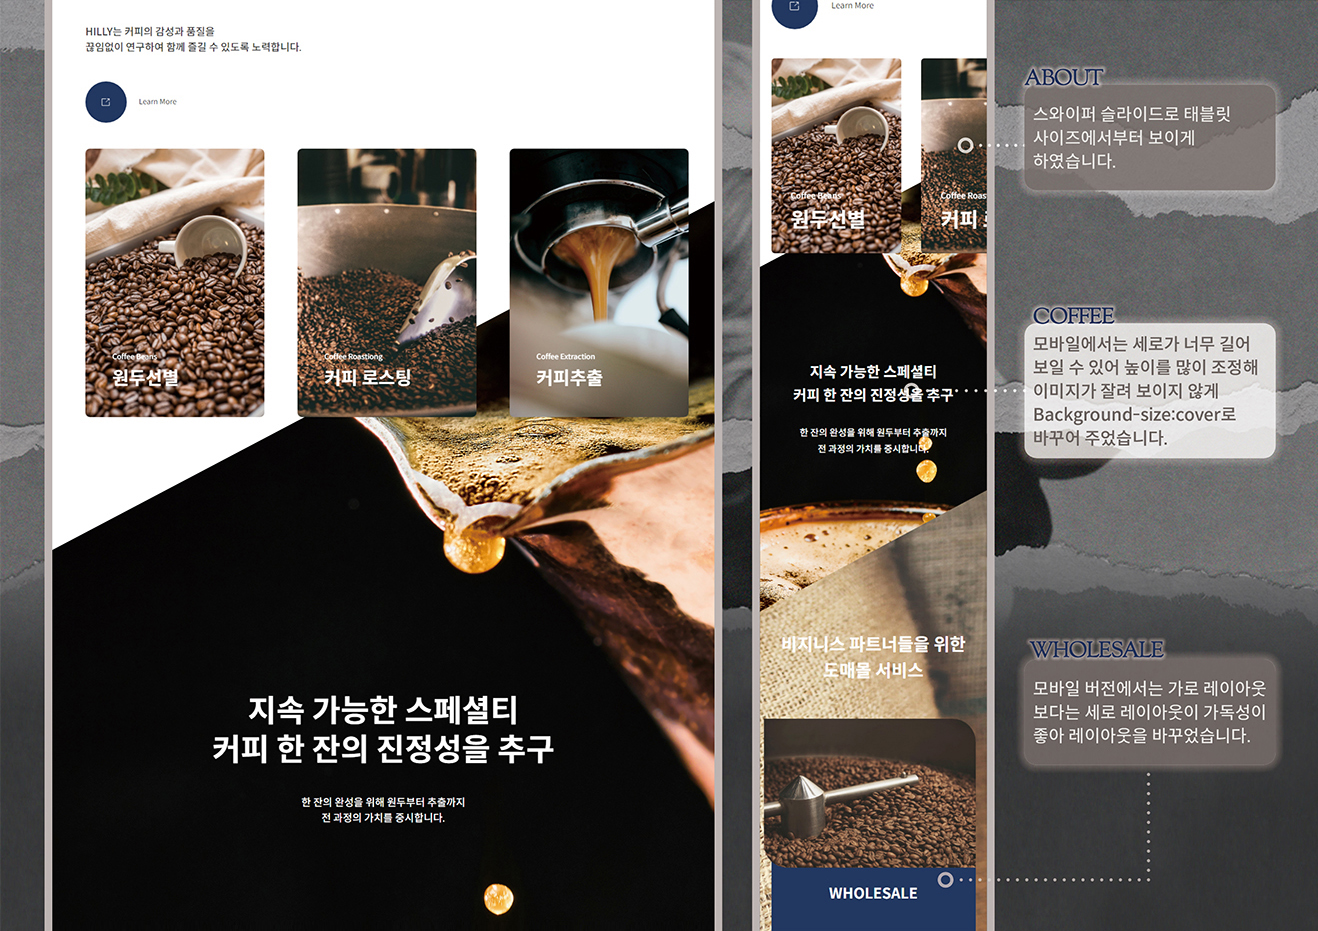 HILLY는 커피의 감성과 품질을
끊임없이 연구하여 함께 즐길 수 있도록 노력합니다.
Learn More
Coffee Beans
원두선별
Coffee Roastiong
커피 로스팅
Coffee Extraction
커피추출
지속 가능한 스페셜티
커피 한 잔의 진정성을 추구
한 잔의 완성을 위해 원두부터 추출까지
전 과정의 가치를 중시합니다.
Learn More
Coffee Beans
원두선별
Coffee Roas
커피
지속 가능한 스페셜티
커피 한 잔의 진정성을 추구
한 잔의 완성을 위해 원두부터 추출까지
전 과정의 가치를 중시합니다.
비지니스 파트너들을 위한
도매몰 서비스
WHOLESALE
ABOUT
스와이퍼 슬라이드로 태블릿
사이즈에서부터 보이게
하였습니다.
COFFEE
모바일에서는 세로가 너무 길어
보일 수 있어 높이를 많이 조정해
이미지가 잘려 보이지 않게
Background-size:cover로
바꾸어 주었습니다.
WHOLESALE
모바일 버전에서는 가로 레이아웃
보다는 세로 레이아웃이 가독성이
좋아 레이아웃을 바꾸었습니다.